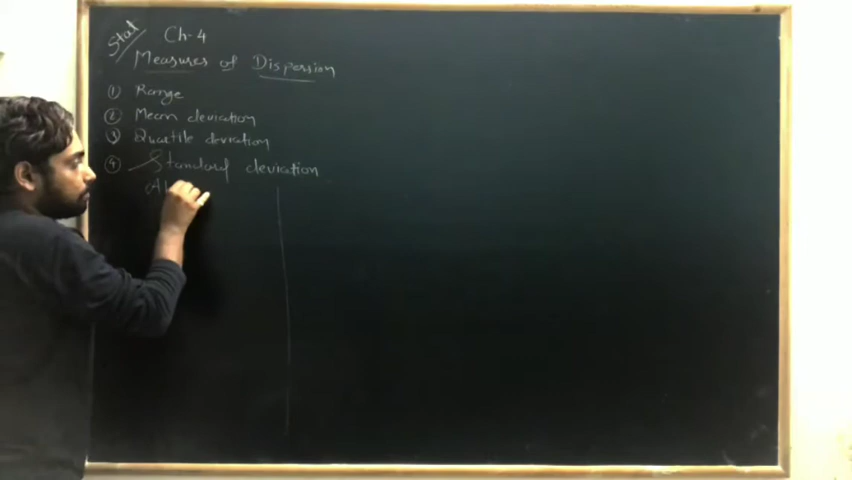 Stat
Ch-4
Measures of Dispersion
① Range
② Mean deviation
③ Quartile deviation
④ Standard deviation